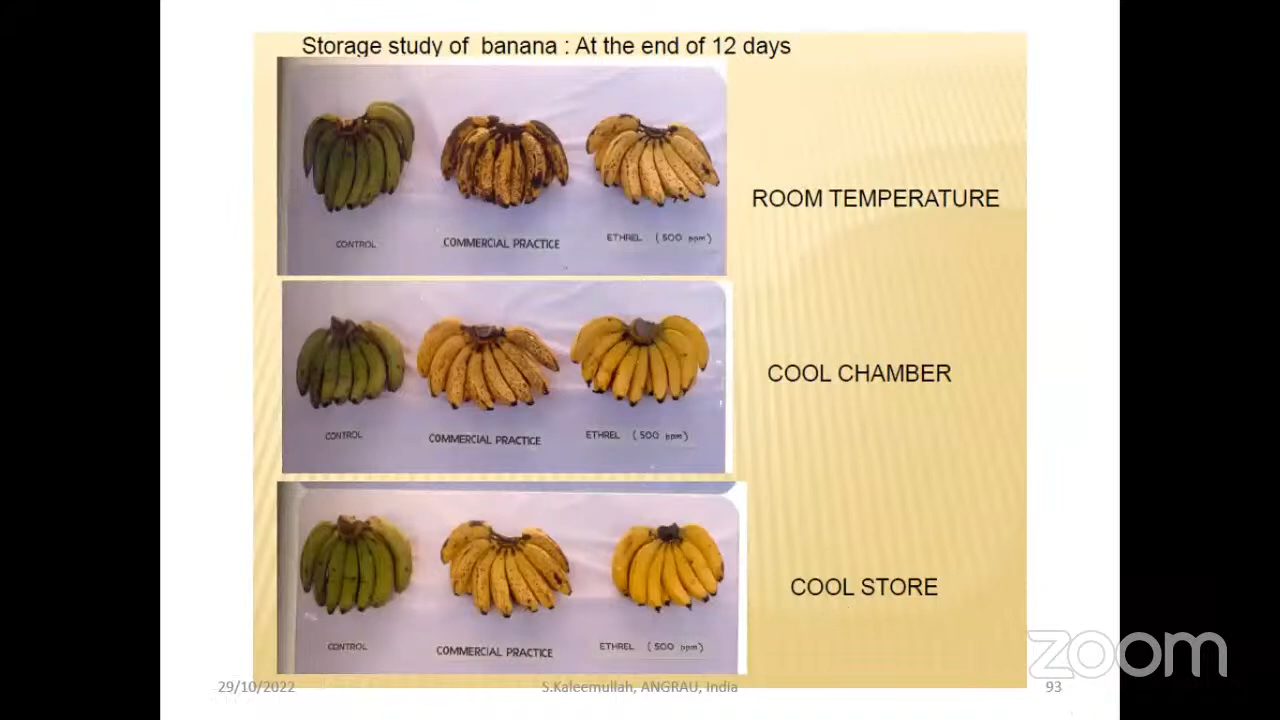 Storage study of banana : At the end of 12 days
CONTROL
COMMERCIAL PRACTICE
ETHREL (500 ppm)
ROOM TEMPERATURE
CONTROL
COMMERCIAL PRACTICE
ETHREL (500 ppm)
COOL CHAMBER
CONTROL
COMMERCIAL PRACTICE
ETHREL (500 ppm)
COOL STORE
29/10/2022
S.Kaleemullah, ANGRAU, India
93
zoom